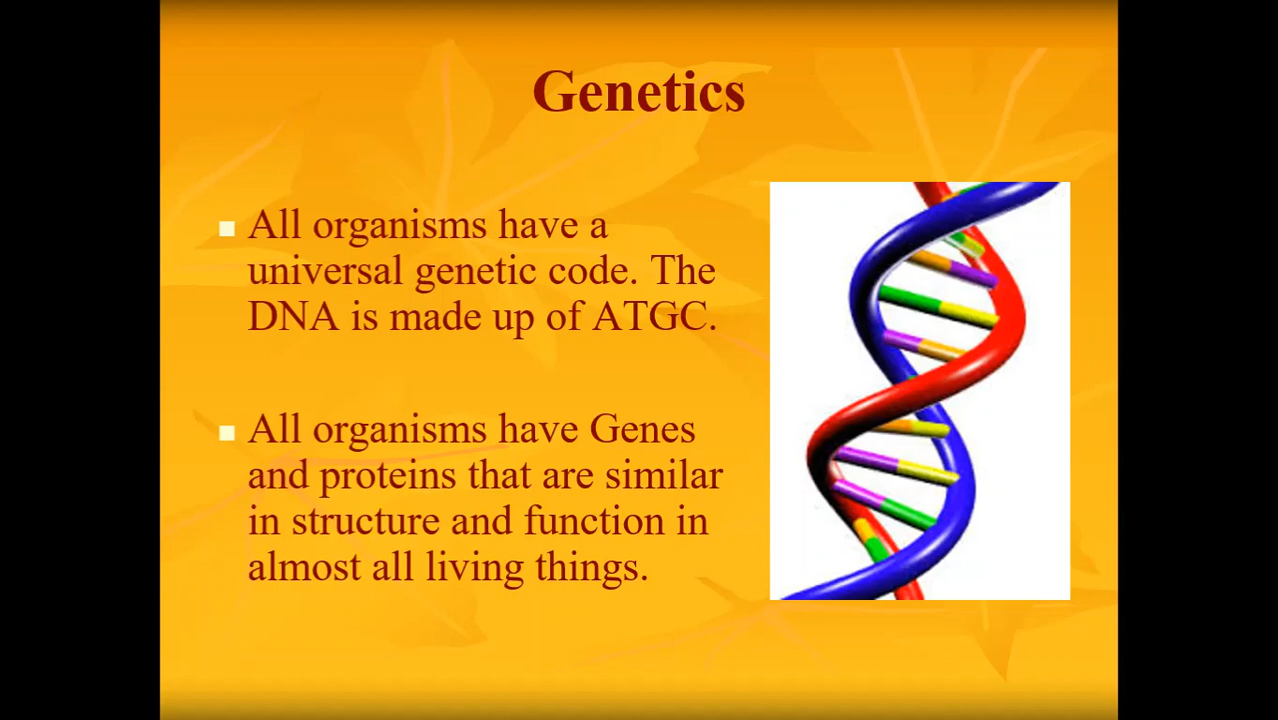 Genetics
All organisms have a
universal genetic code. The
DNA is made up of ATGC.
All organisms have Genes
and proteins that are similar
in structure and function in
almost all living things.